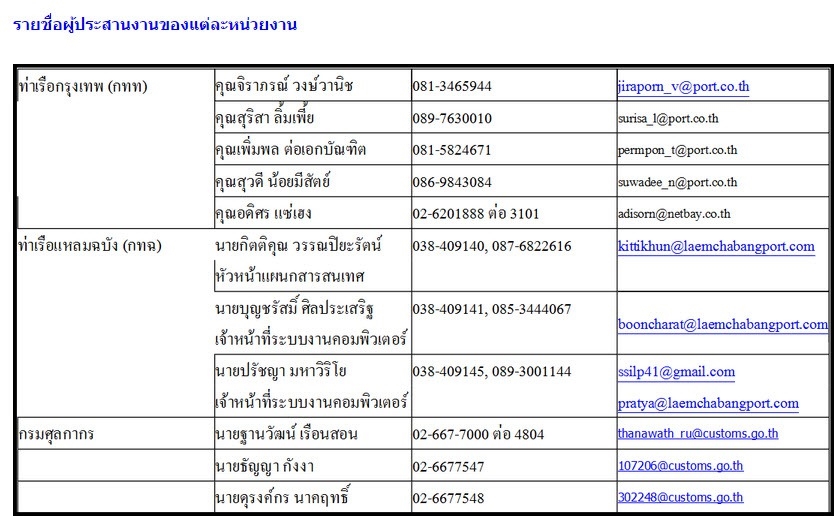 รายชื่อผู้ประสานงานของแต่ละหน่วยงาน
ท่าเรือกรุงเทพ (กทท) คุณจิราภรณ์ วงษ์วานิช 081-3465944 jiraporn_v@port.co.th
คุณสุริสา ลิ้มเพี้ย 089-7630010 surisa_l@port.co.th
คุณเพิ่มพล ต่อเอกบัณฑิต 081-5824671 permpon_t@port.co.th
คุณสุวดี น้อยมีสัตย์ 086-9843084 suwadee_n@port.co.th
คุณอดิศร แซ่เฮง 02-6201888 ต่อ 3101 adisorn@netbay.co.th
ท่าเรือแหลมฉบัง (กทฉ) นายกิตติคุณ วรรณปิยะรัตน์ 038-409140, 087-6822616 kittikhun@laemchabangport.com
หัวหน้าแผนกสารสนเทศ
นายบุญชรัสมิ์ ศิลประเสริฐ 038-409141, 085-3444067
เจ้าหน้าที่ระบบงานคอมพิวเตอร์ booncharat@laemchabangport.com
นายปรัชญา มหาวิริโย 038-409145, 089-3001144 ssilp41@gmail.com
เจ้าหน้าที่ระบบงานคอมพิวเตอร์ pratya@laemchabangport.com
กรมศุลกากร นายฐานวัฒน์ เรือนสอน 02-667-7000 ต่อ 4804 thanawath_ru@customs.go.th
นายธัญญา กังงา 02-6677547 107206@customs.go.th
นายดุรงค์กร นาคฤทธิ์ 02-6677548 302248@customs.go.th